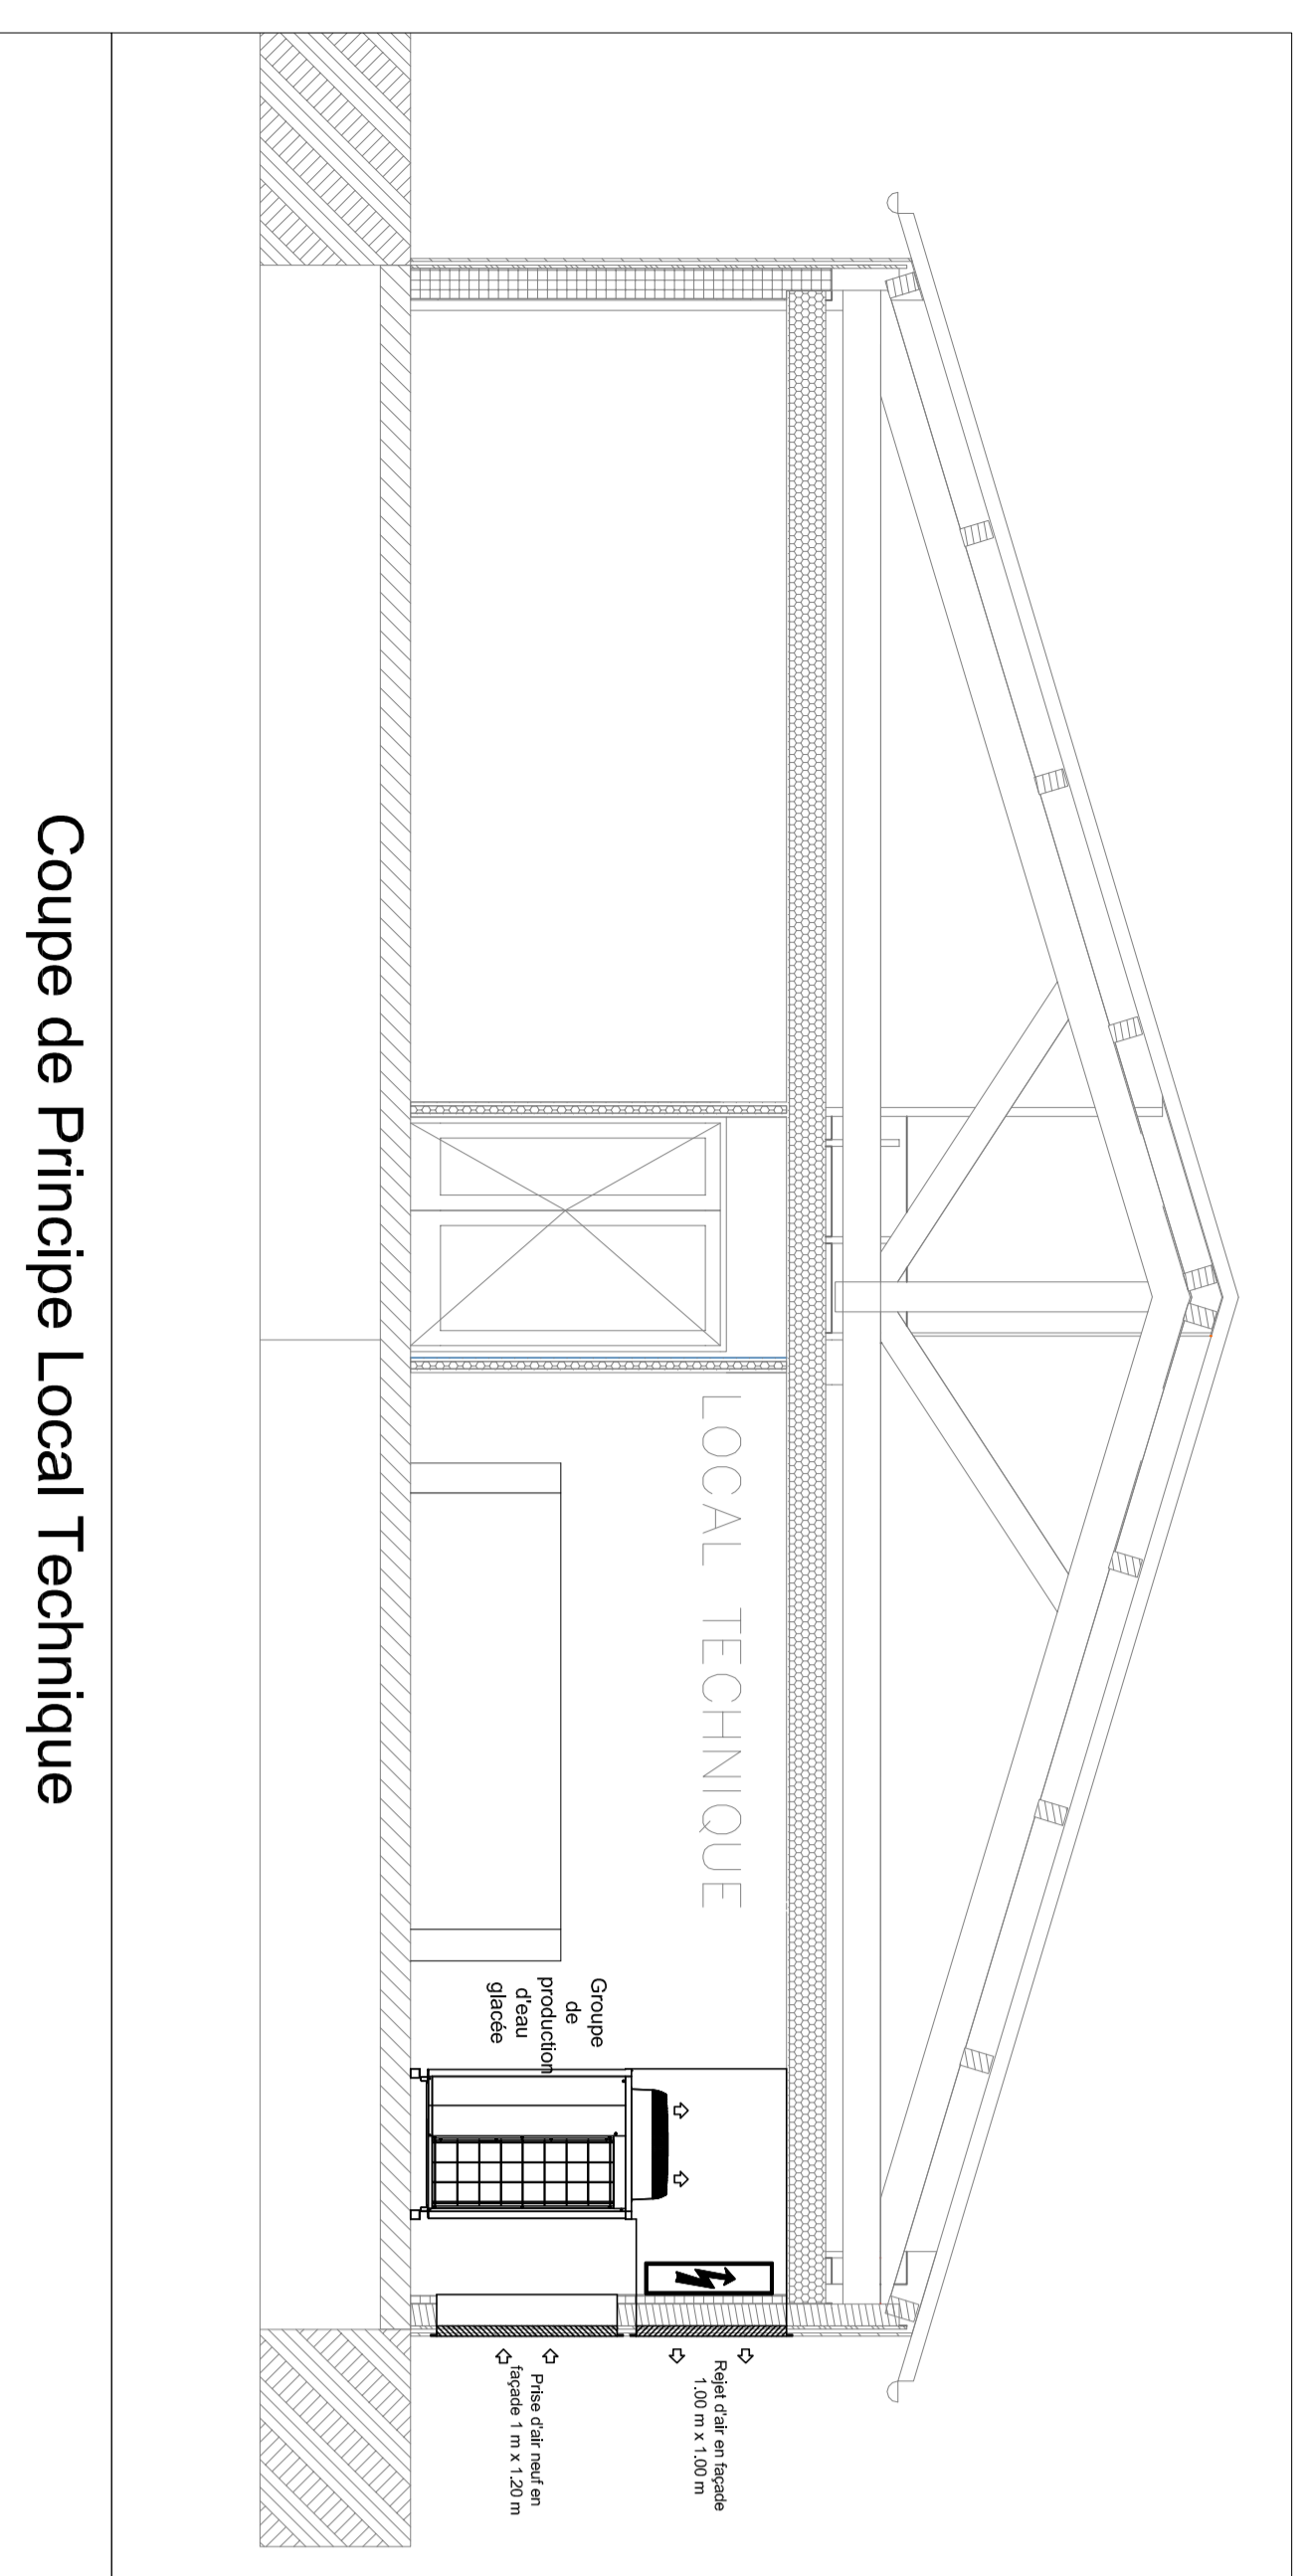 LOCAL TECHNIQUE
Groupe
de
production
d'eau
glacée
Rejet d'air en façade
1.00 m x 1.00 m
Prise d'air neuf en
façade 1 m x 1.20 m
Coupe de Principe Local Technique